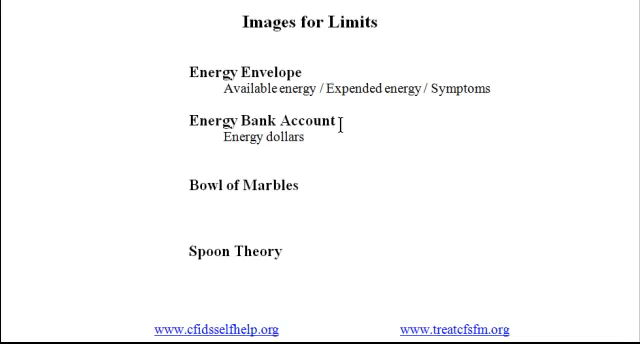 Images for Limits
Energy Envelope
Available energy / Expended energy / Symptoms
Energy Bank Account
Energy dollars
Bowl of Marbles
Spoon Theory
www.cfidsselfhelp.org www.treatcfsfm.org